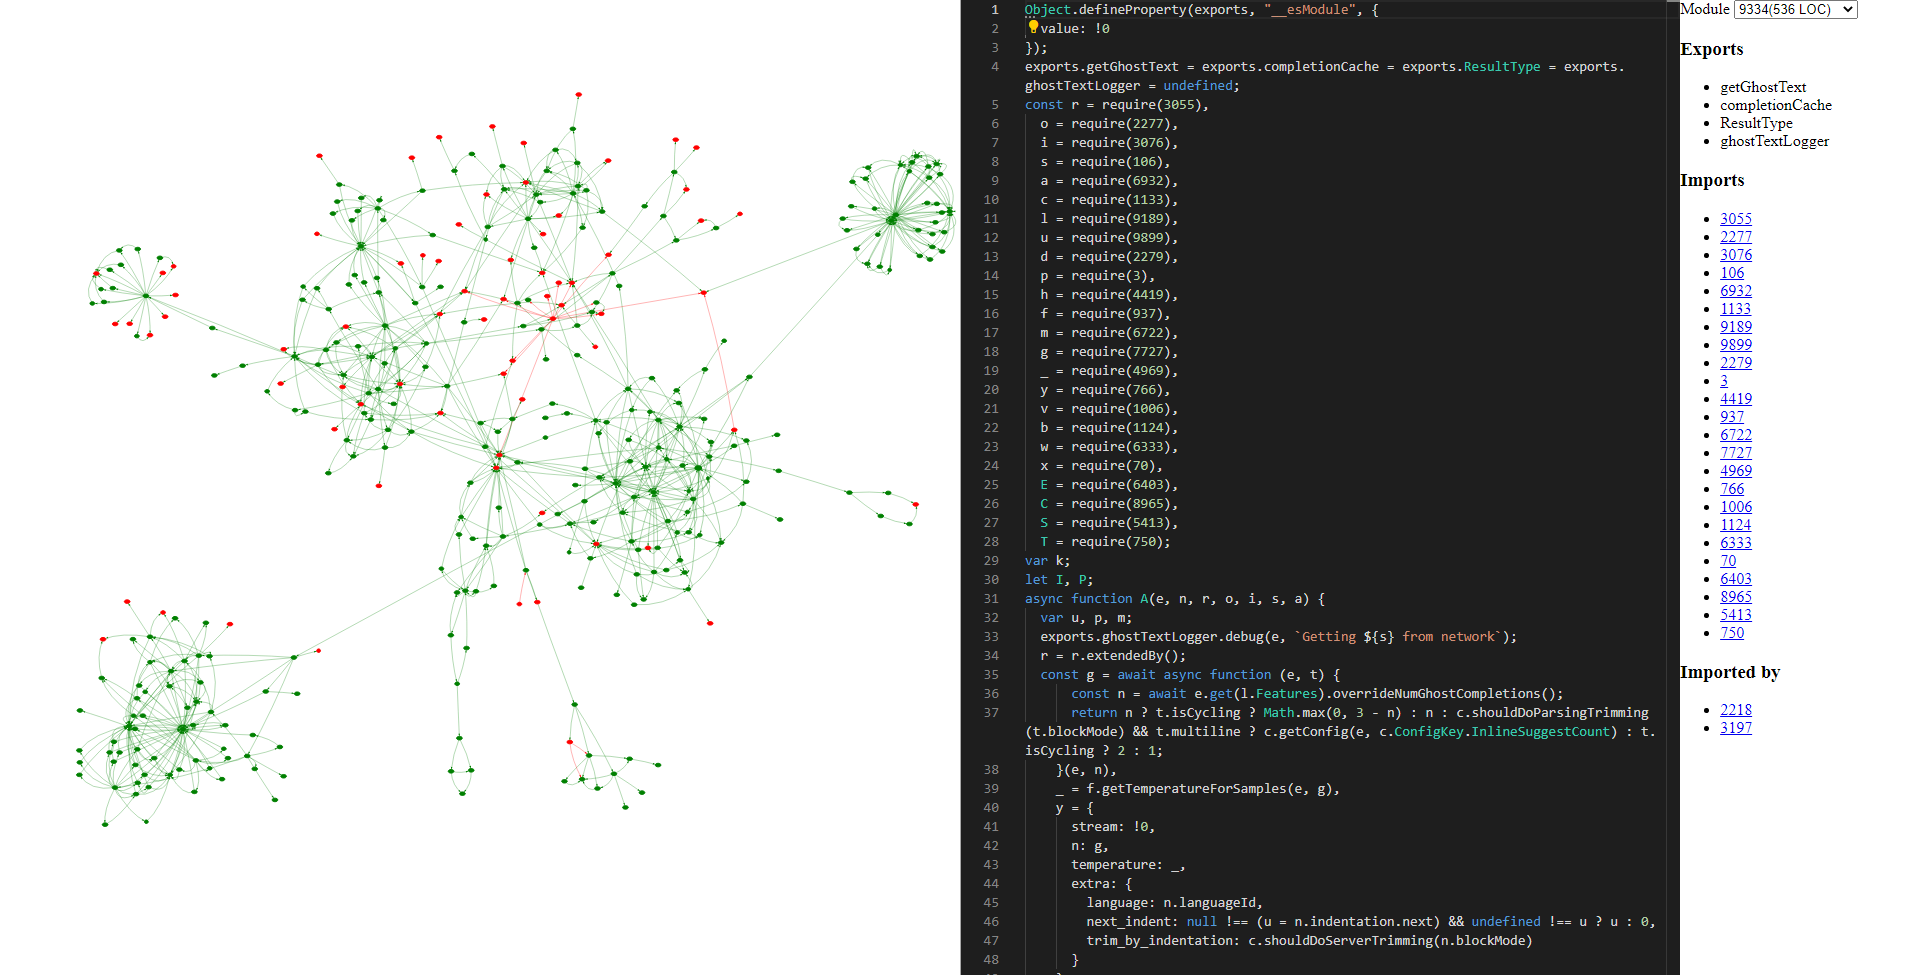 1 Object.defineProperty(exports, "__esModule", {
2 value: !0
3 });
4 exports.getGhostText = exports.completionCache = exports.ResultType = exports.
ghostTextLogger = undefined;
5 const r = require(3055),
6 o = require(2277),
7 i = require(3076),
8 s = require(106),
9 a = require(6932),
10 c = require(1133),
11 l = require(9189),
12 u = require(9899),
13 d = require(2279),
14 p = require(3),
15 h = require(4419),
16 f = require(937),
17 m = require(6722),
18 g = require(7727),
19 _ = require(4969),
20 y = require(766),
21 v = require(1006),
22 b = require(1124),
23 w = require(6333),
24 x = require(70),
25 E = require(6403),
26 C = require(8965),
27 S = require(5413),
28 T = require(750);
29 var k;
30 let I, P;
31 async function A(e, n, r, o, i, s, a) {
32 var u, p, m;
33 exports.ghostTextLogger.debug(e, `Getting ${s} from network`);
34 r = r.extendedBy();
35 const g = await async function (e, t) {
36 const n = await e.get(l.Features).overrideNumGhostCompletions();
37 return n ? t.isCycling ? Math.max(0, 3 - n) : n : c.shouldDoParsingTrimming
(t.blockMode) && t.multiline ? c.getConfig(e, c.ConfigKey.InlineSuggestCount) : t.
isCycling ? 2 : 1;
38 }(e, n),
39 _ = f.getTemperatureForSamples(e, g),
40 y = {
41 stream: !0,
42 n: g,
43 temperature: _,
44 extra: {
45 language: n.languageId,
46 next_indent: null !== (u = n.indentation.next) && undefined !== u ? u : 0,
47 trim_by_indentation: c.shouldDoServerTrimming(n.blockMode)
48 }
Module 9334(536 LOC)
Exports
getGhostText
completionCache
ResultType
ghostTextLogger
Imports
3055
2277
3076
106
6932
1133
9189
9899
2279
3
4419
937
6722
7727
4969
766
1006
1124
6333
70
6403
8965
5413
750
Imported by
2218
3197